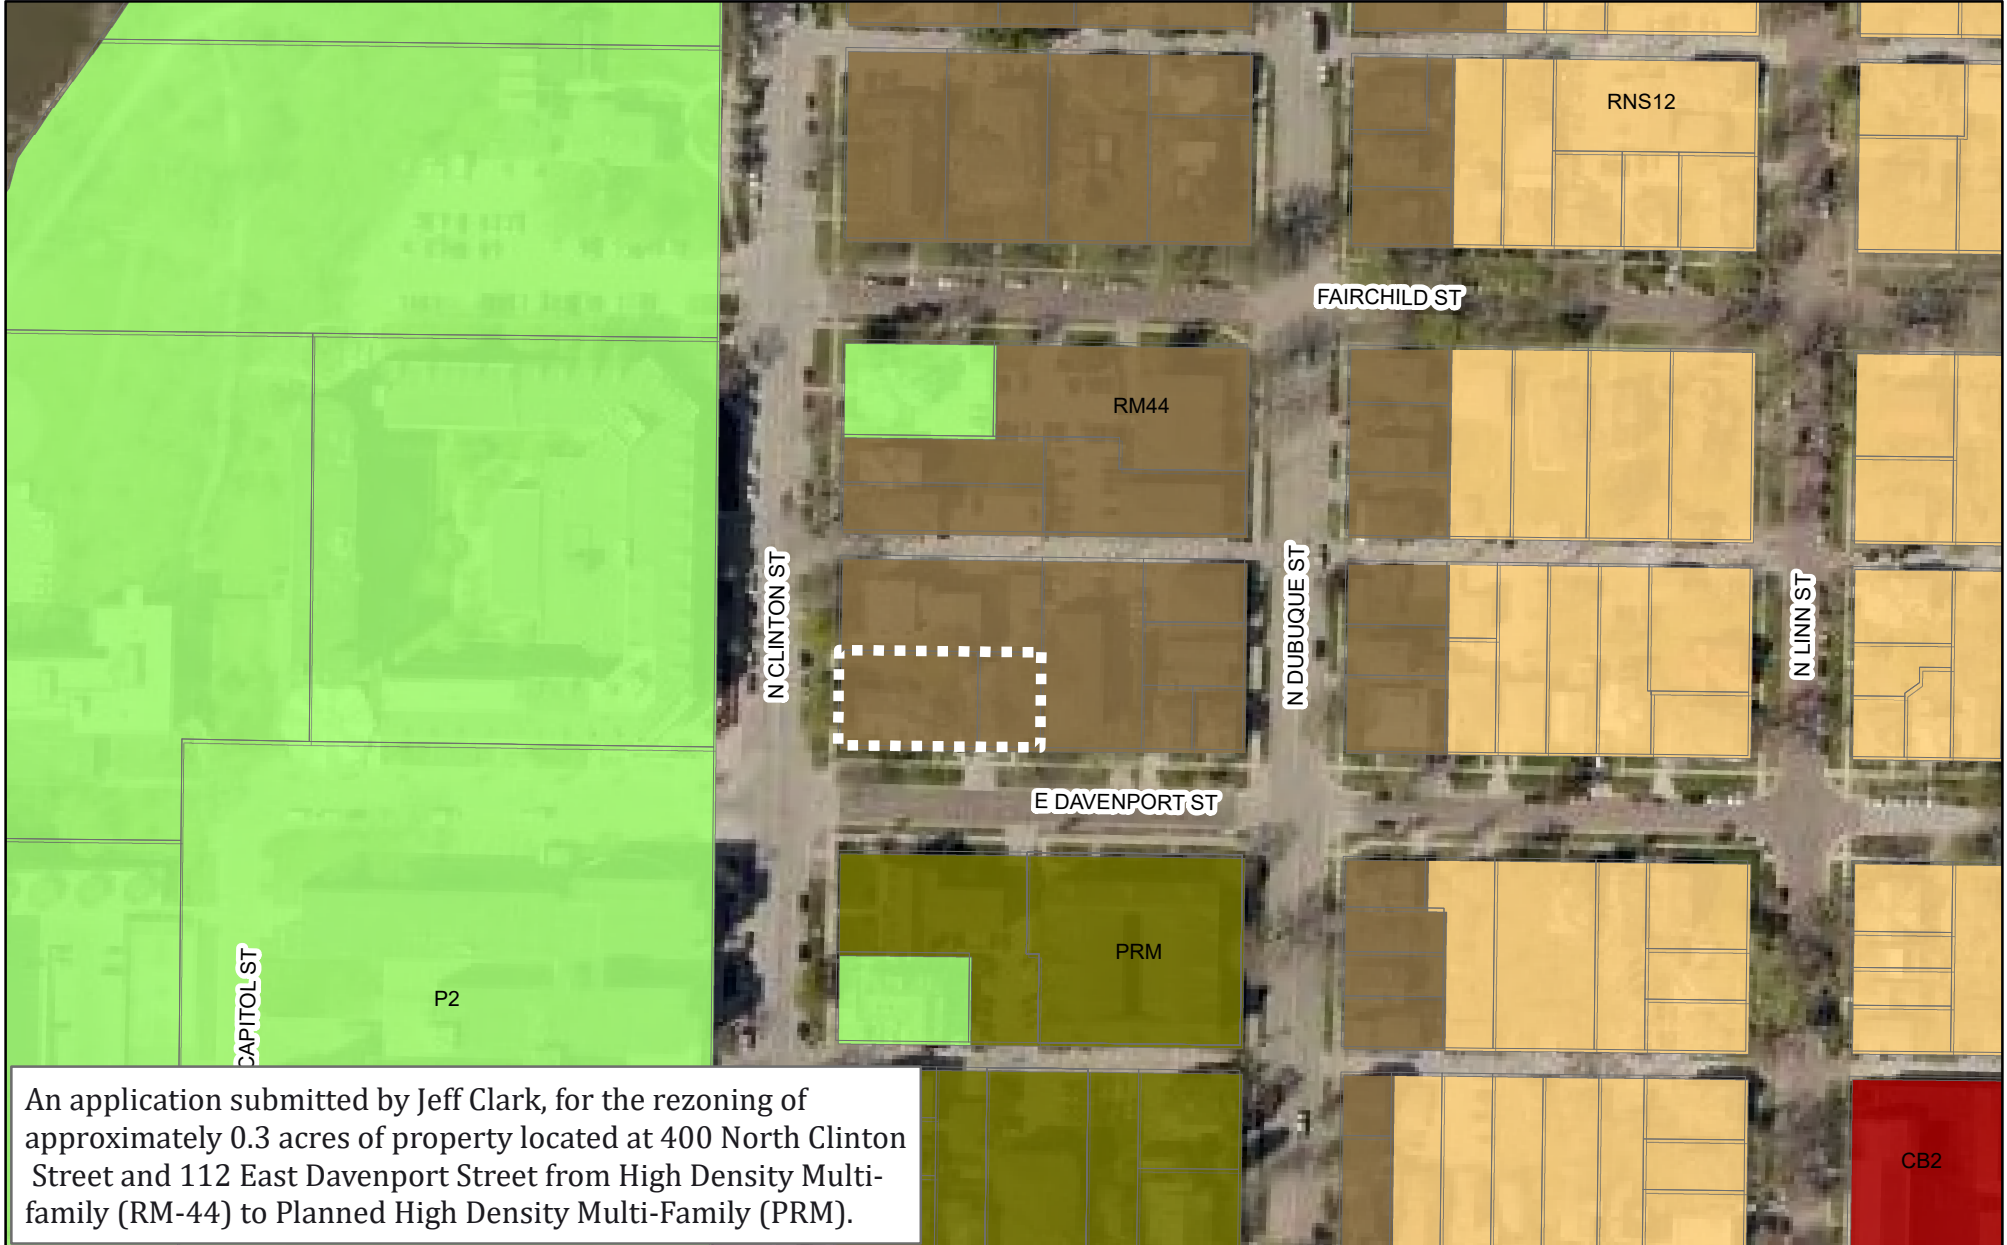 RNS12
FAIRCHILD ST
RM44
N CLINTON ST
N DUBUQUE ST
N LINN ST
E DAVENPORT ST
PRM
CAPITOL ST
P2
CB2
An application submitted by Jeff Clark, for the rezoning of
approximately 0.3 acres of property located at 400 North Clinton
Street and 112 East Davenport Street from High Density Multi-
family (RM-44) to Planned High Density Multi-Family (PRM).